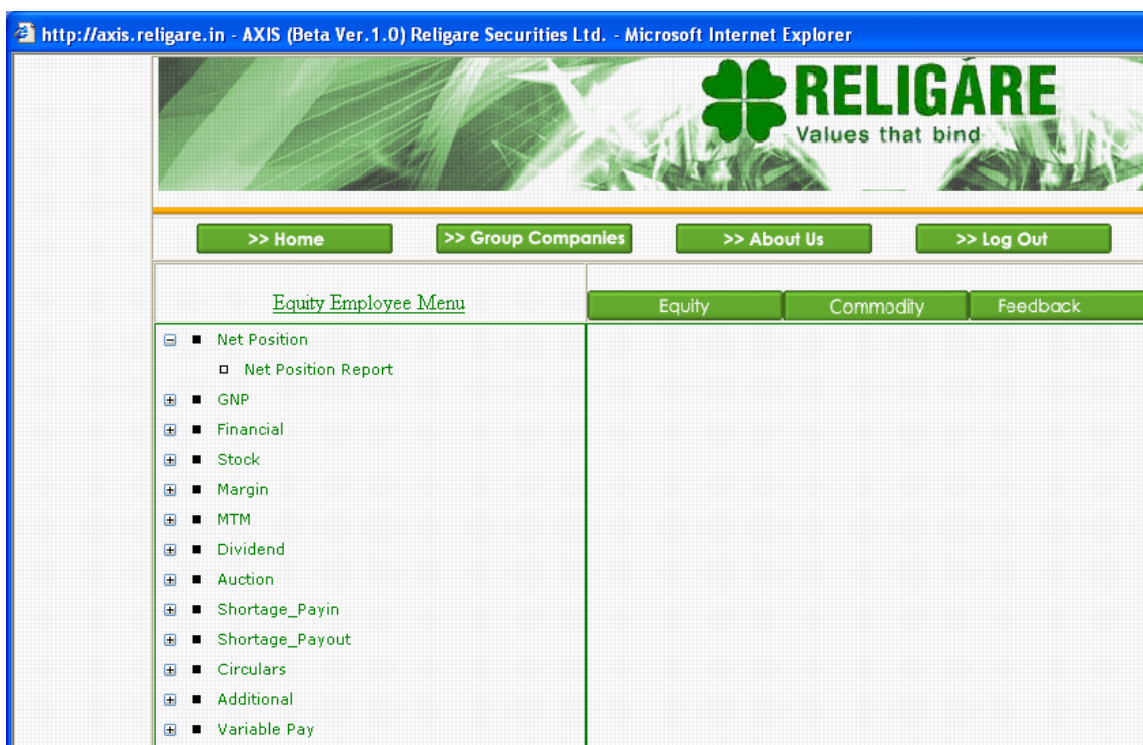 http://axis.religare.in - AXIS (Beta Ver.1.0) Religare Securities Ltd. - Microsoft Internet Explorer
RELIGARE
Values that bind
>> Home >> Group Companies >> About Us >> Log Out
Equity Employee Menu
Equity Commodity Feedback
Net Position
Net Position Report
GNP
Financial
Stock
Margin
MTM
Dividend
Auction
Shortage_Payin
Shortage_Payout
Circulars
Additional
Variable Pay